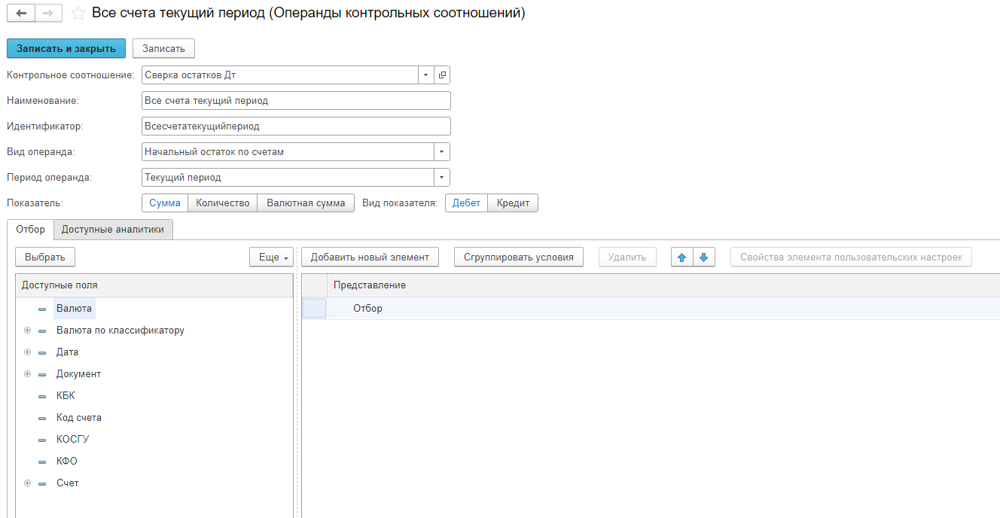 Все счета текущий период (Операнды контрольных соотношений)
Записать и закрыть Записать
Контрольное соотношение: Сверка остатков Дт
Наименование: Все счета текущий период
Идентификатор: Всесчетатекущийпериод
Вид операнда: Начальный остаток по счетам
Период операнда: Текущий период
Показатель: Сумма Количество Валютная сумма Вид показателя: Дебет Кредит
Отбор Доступные аналитики
Выбрать Еще Добавить новый элемент Сгруппировать условия Удалить Свойства элемента пользовательских настроек
Доступные поля Представление
Валюта Отбор
Валюта по классификатору
Дата
Документ
КБК
Код счета
КОСГУ
КФО
Счет